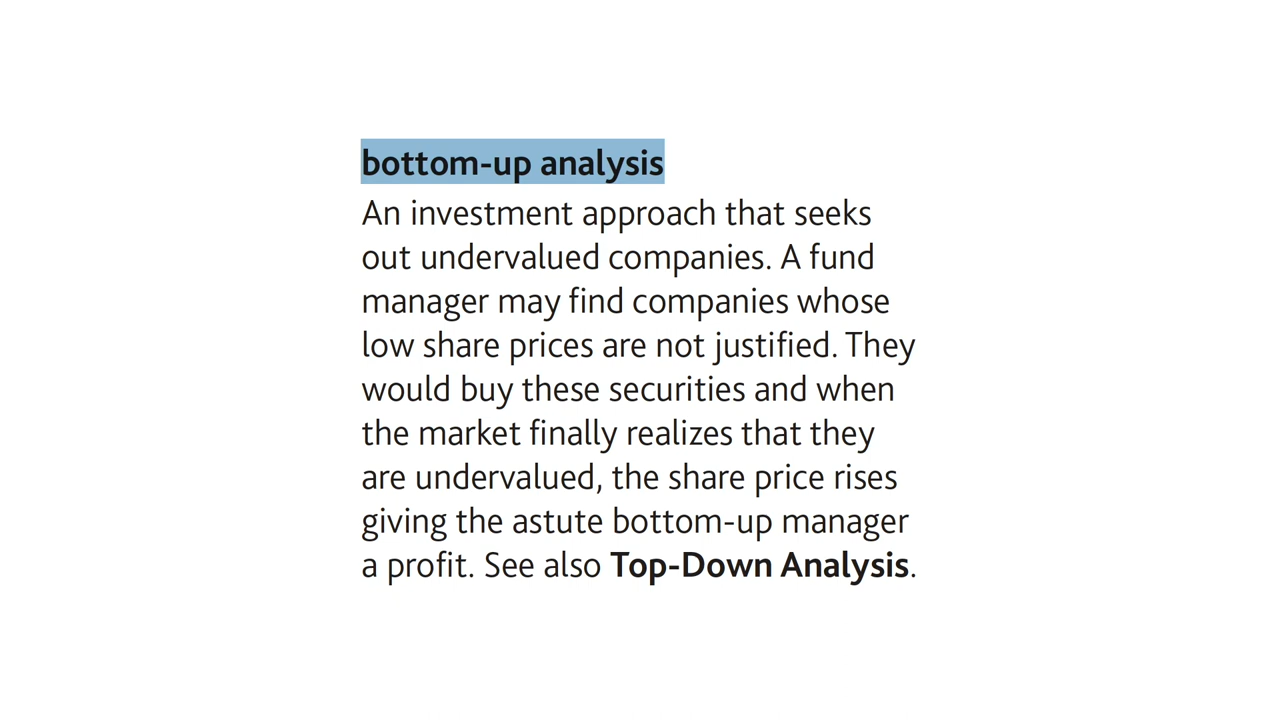 bottom-up analysis
An investment approach that seeks
out undervalued companies. A fund
manager may find companies whose
low share prices are not justified. They
would buy these securities and when
the market finally realizes that they
are undervalued, the share price rises
giving the astute bottom-up manager
a profit. See also Top-Down Analysis.